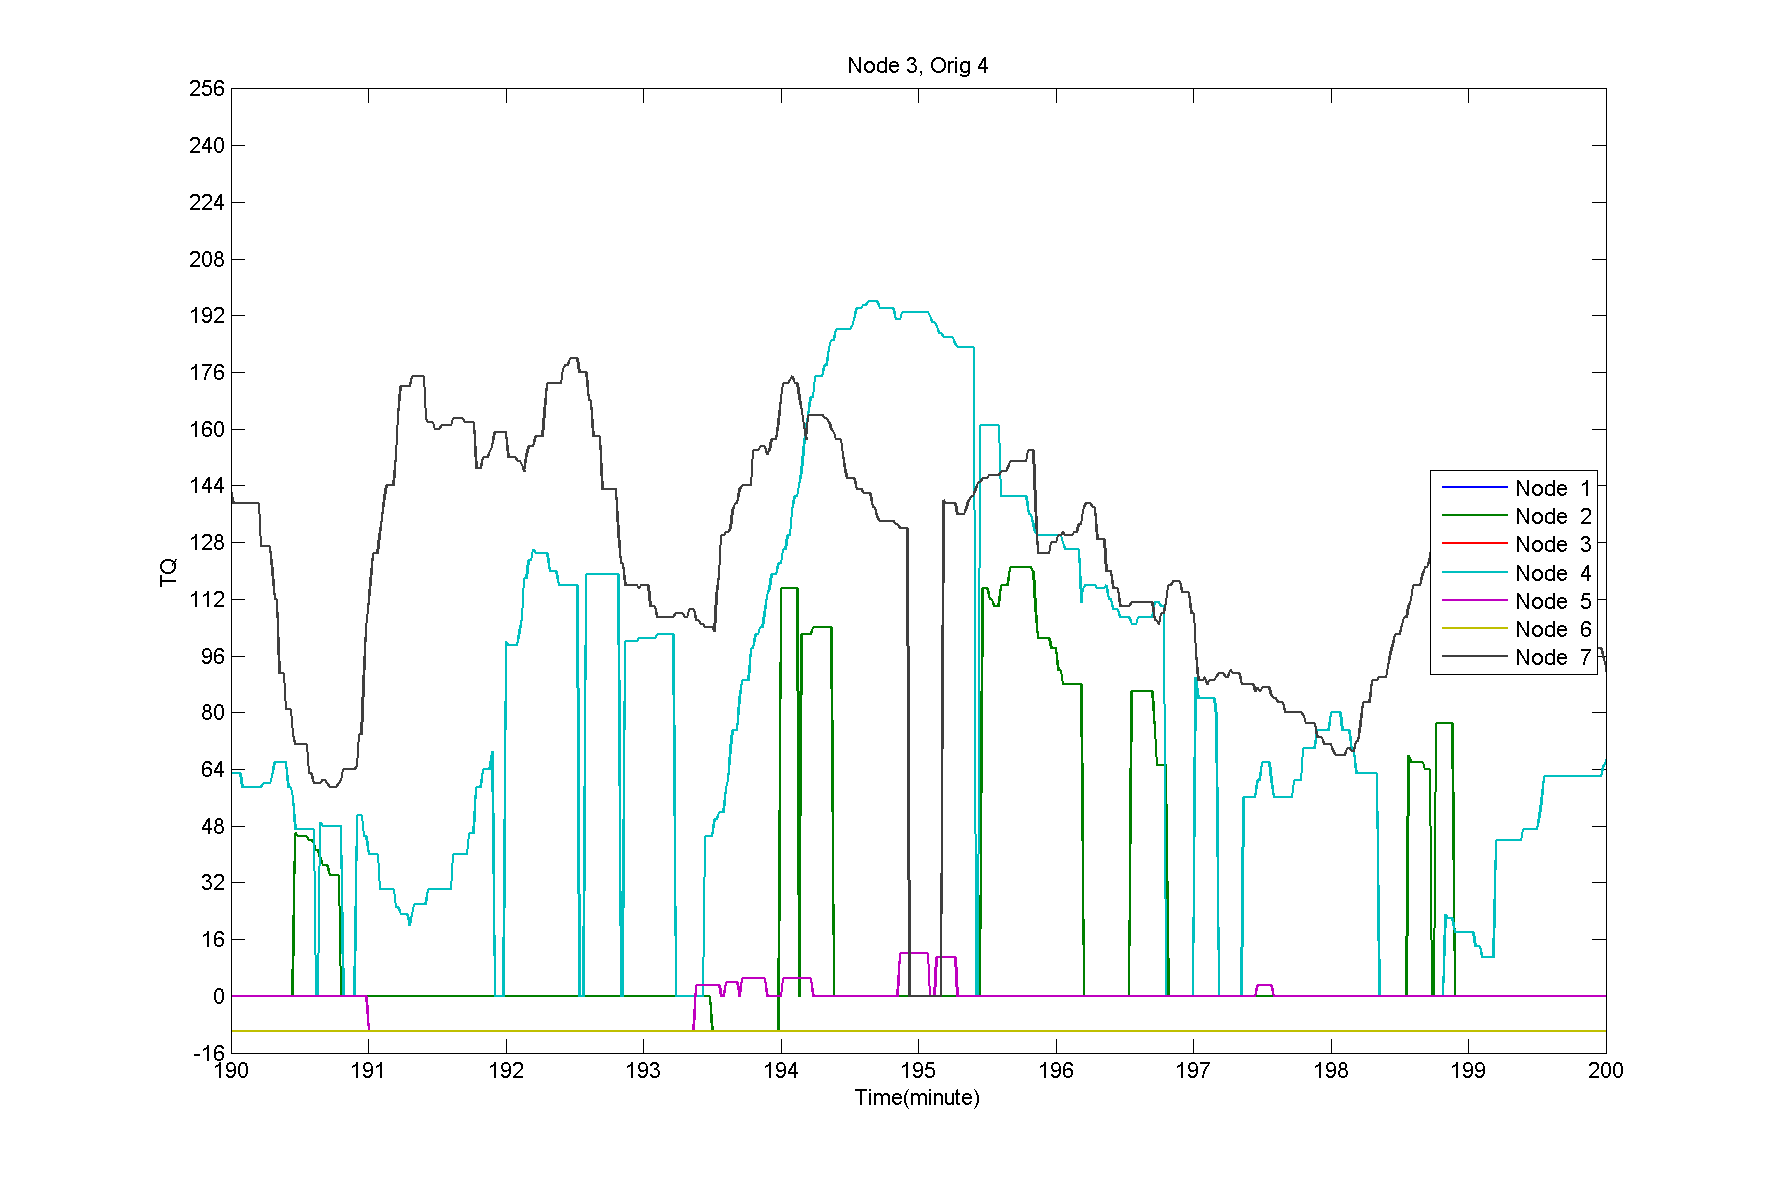 Node 3, Orig 4
256
240
224
208
192
176
160
144
128
112
96
80
64
48
32
16
0
-16
TQ
Node 1
Node 2
Node 3
Node 4
Node 5
Node 6
Node 7
190 191 192 193 194 195 196 197 198 199 200
Time(minute)